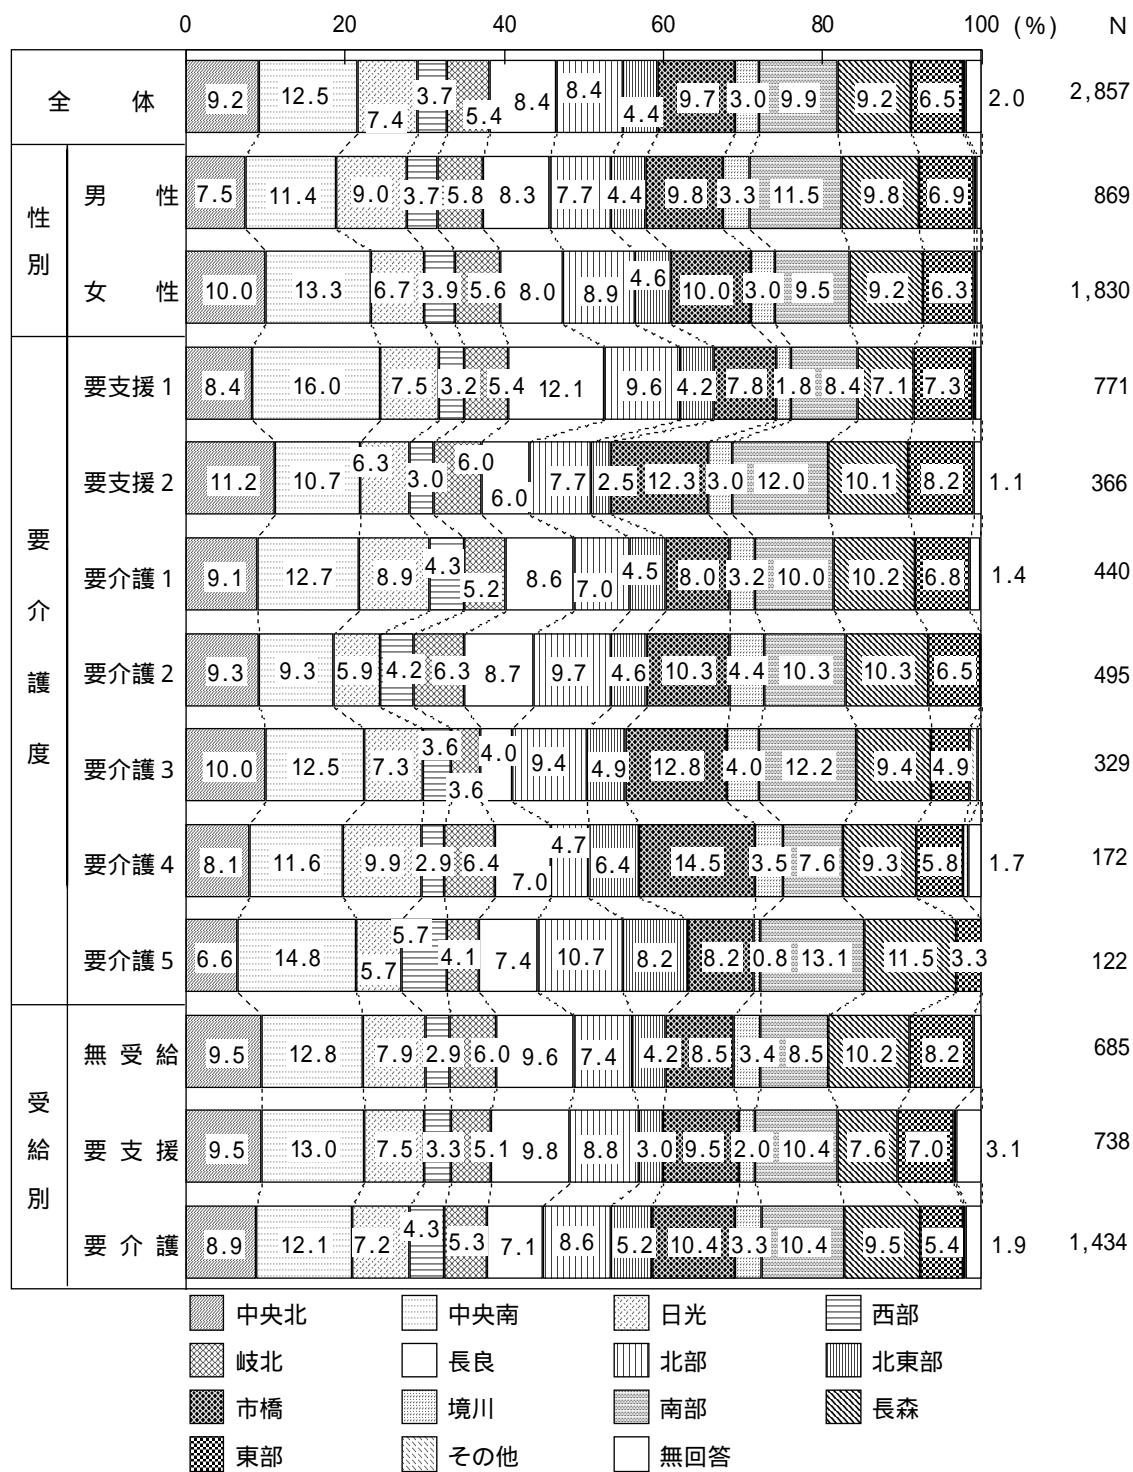 0 20 40 60 80 100 (%) N
全体 9.2 12.5 7.4 3.7 5.4 8.4 8.4 4.4 9.7 3.0 9.9 9.2 6.5 2.0 2,857
性別
男性 7.5 11.4 9.0 3.7 5.8 8.3 7.7 4.4 9.8 3.3 11.5 9.8 6.9 869
女性 10.0 13.3 6.7 3.9 5.6 8.0 8.9 4.6 10.0 3.0 9.5 9.2 6.3 1,830
要介護度
要支援1 8.4 16.0 7.5 3.2 5.4 12.1 9.6 4.2 7.8 1.8 8.4 7.1 7.3 771
要支援2 11.2 10.7 6.3 3.0 6.0 6.0 7.7 2.5 12.3 3.0 12.0 10.1 8.2 1.1 366
要介護1 9.1 12.7 8.9 4.3 5.2 8.6 7.0 4.5 8.0 3.2 10.0 10.2 6.8 1.4 440
要介護2 9.3 9.3 5.9 4.2 6.3 8.7 9.7 4.6 10.3 4.4 10.3 10.3 6.5 495
要介護3 10.0 12.5 7.3 3.6 3.6 4.0 9.4 4.9 12.8 4.0 12.2 9.4 4.9 329
要介護4 8.1 11.6 9.9 2.9 6.4 7.0 4.7 6.4 14.5 3.5 7.6 9.3 5.8 1.7 172
要介護5 6.6 14.8 5.7 5.7 4.1 7.4 10.7 8.2 8.2 0.8 13.1 11.5 3.3 122
受給別
無受給 9.5 12.8 7.9 2.9 6.0 9.6 7.4 4.2 8.5 3.4 8.5 10.2 8.2 685
要支援 9.5 13.0 7.5 3.3 5.1 9.8 8.8 3.0 9.5 2.0 10.4 7.6 7.0 3.1 738
要介護 8.9 12.1 7.2 4.3 5.3 7.1 8.6 5.2 10.4 3.3 10.4 9.5 5.4 1.9 1,434
中央北 中央南 日光 西部
岐北 長良 北部 北東部
市橋 境川 南部 長森
東部 その他 無回答